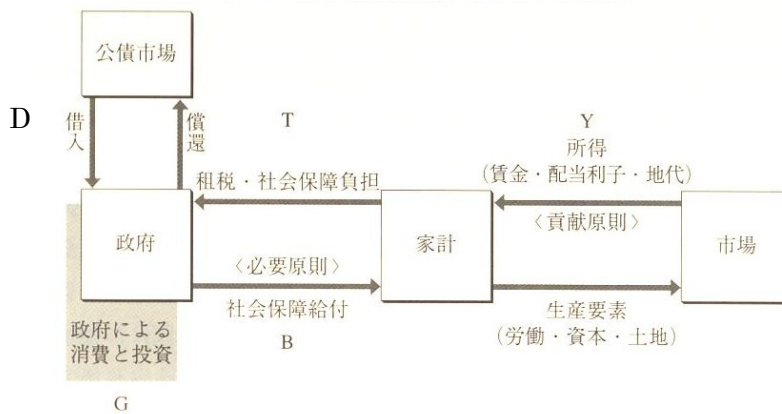 公債市場
D
借入
償還
T
Y
所得
(賃金・配当利子・地代)
租税・社会保障負担
〈貢献原則〉
政府
家計
市場
〈必要原則〉
社会保障給付
B
生産要素
(労働・資本・土地)
政府による
消費と投資
G